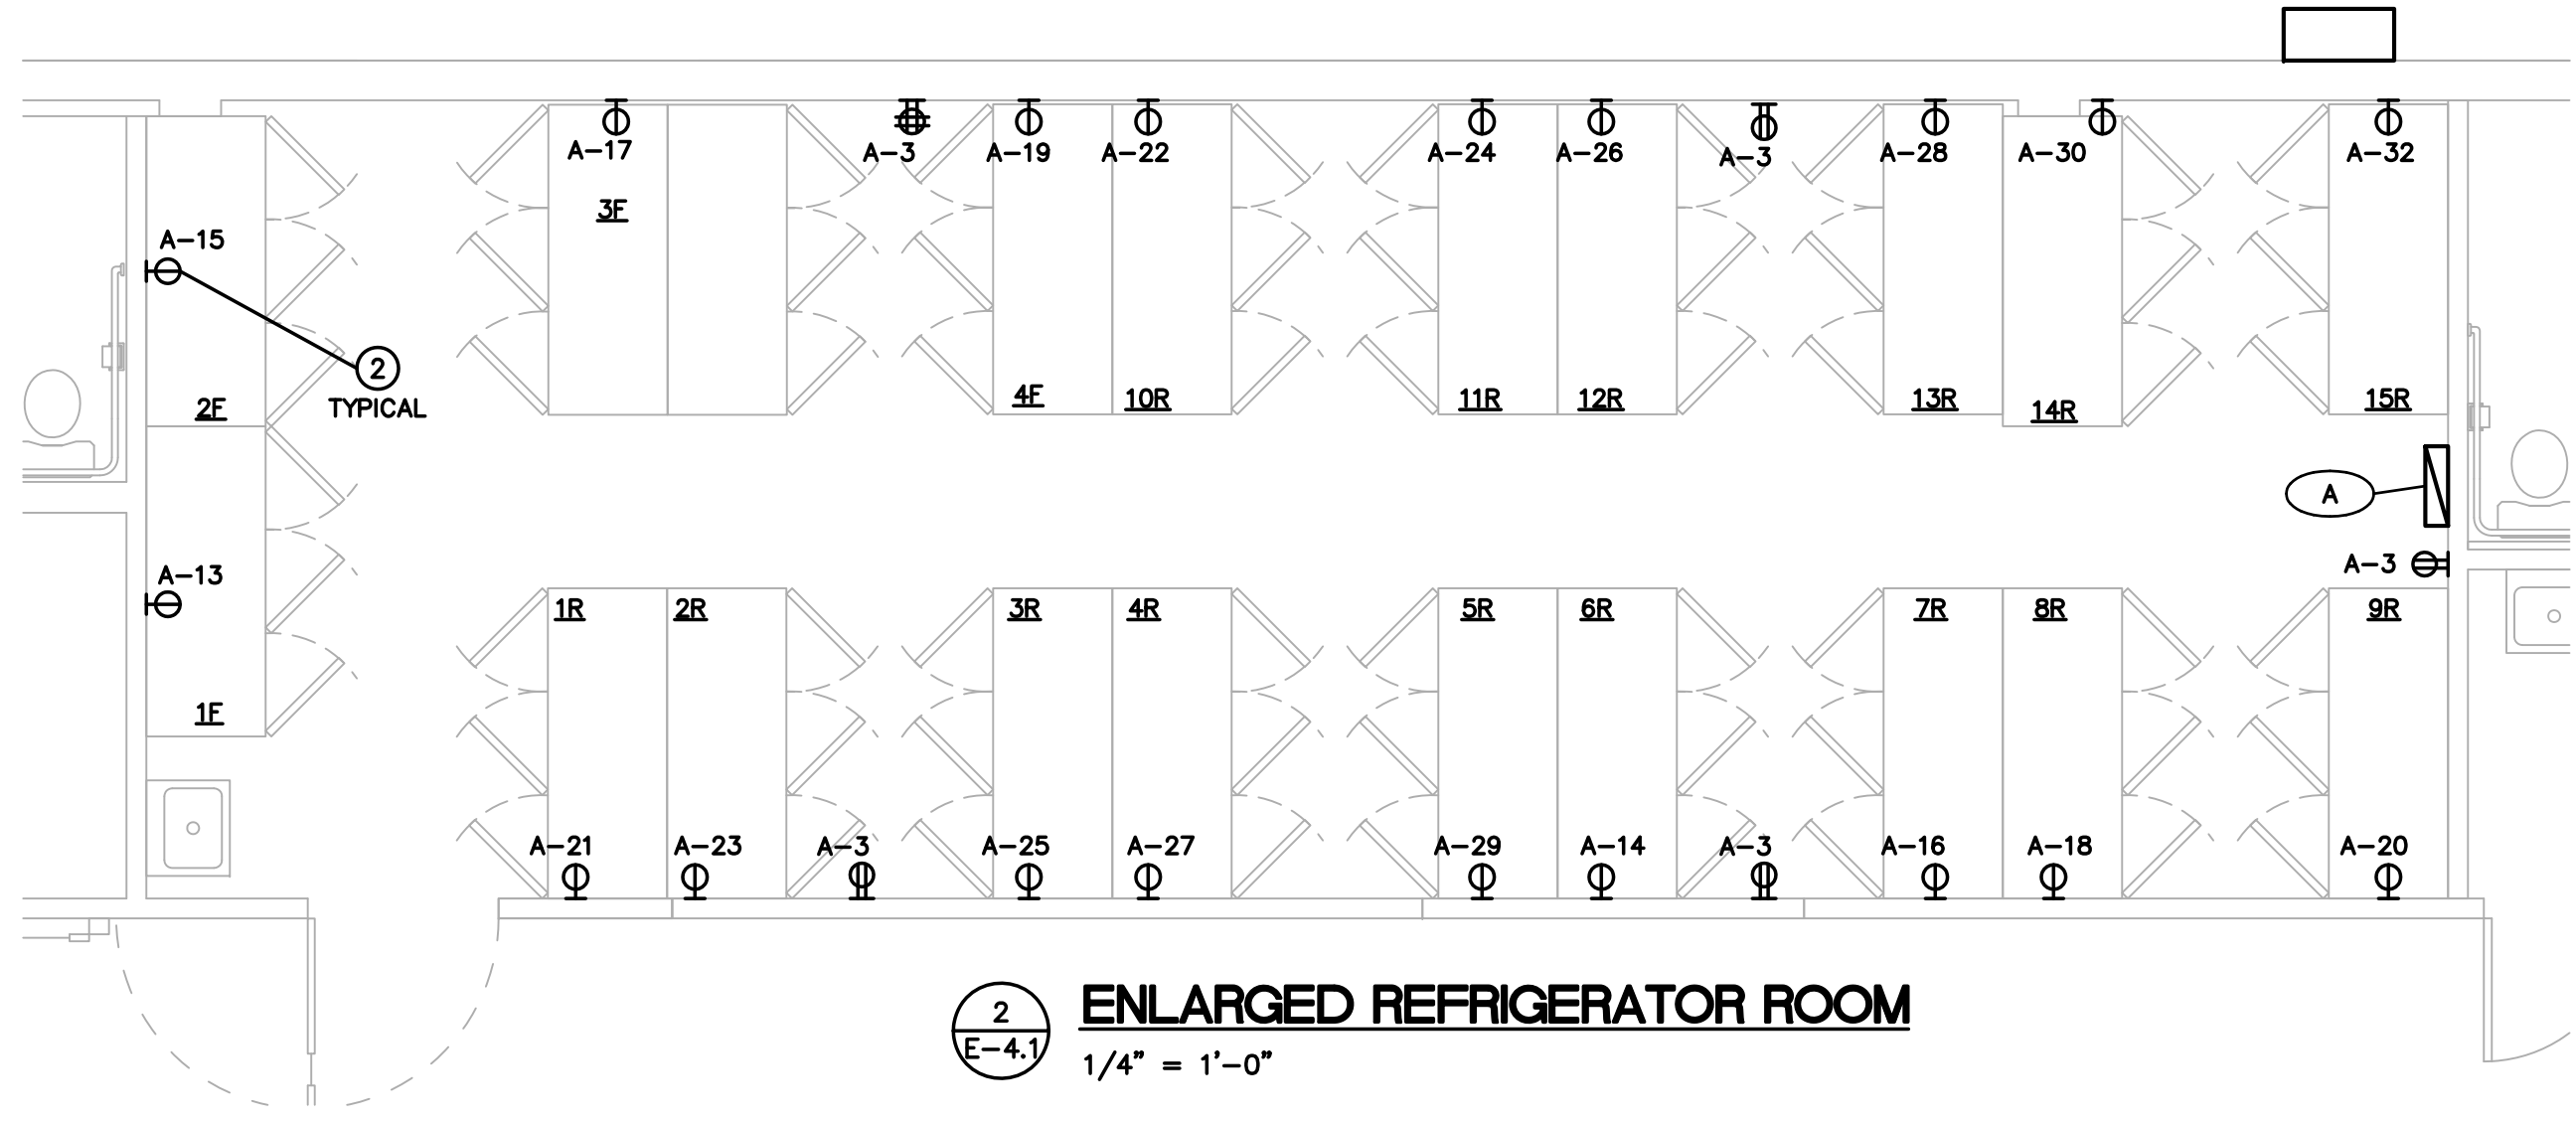 A-17
A-3
A-19
A-22
A-24
A-26
A-3
A-28
A-30
A-32
3F
A-15
2
TYPICAL
2F
4F
10R
11R
12R
13R
14R
15R
A
A-3
A-13
1R
2R
3R
4R
5R
6R
7R
8R
9R
1F
A-21
A-23
A-3
A-25
A-27
A-29
A-14
A-3
A-16
A-18
A-20
2
E-4.1
ENLARGED REFRIGERATOR ROOM
1/4" = 1'-0"